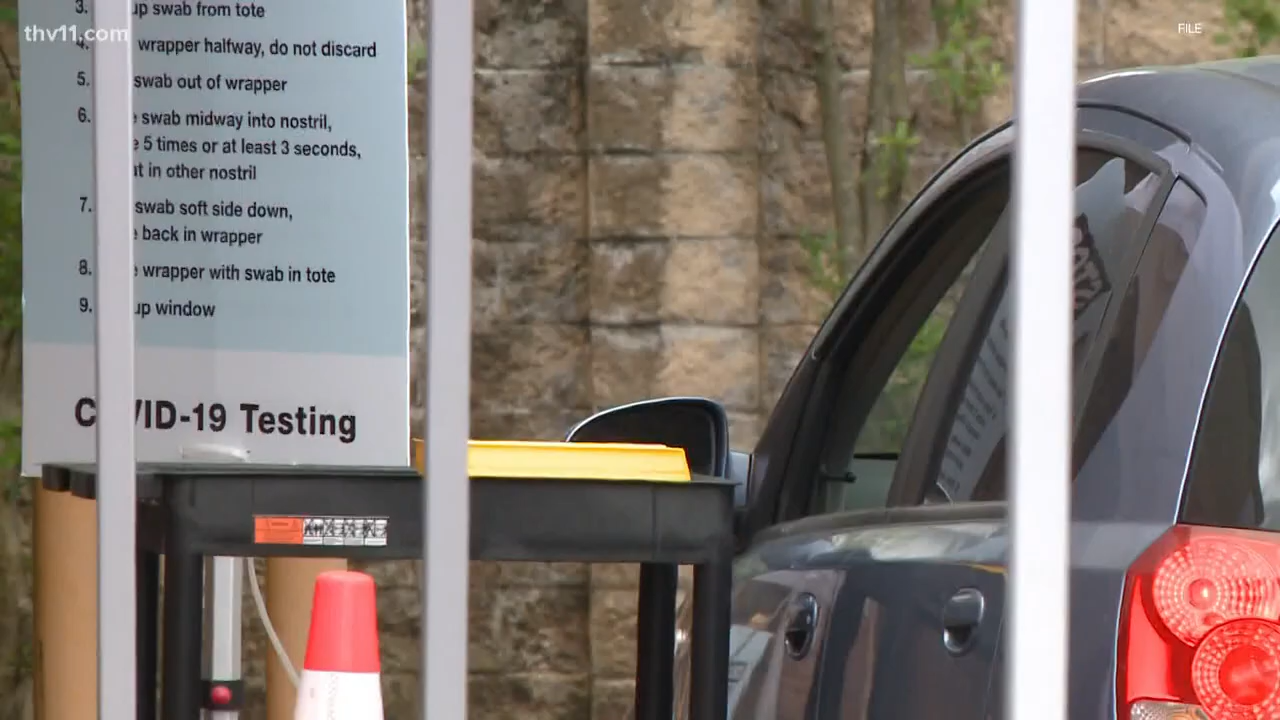 thv11.com
FILE
3. up swab from tote
4. wrapper halfway, do not discard
5. swab out of wrapper
6. swab midway into nostril,
5 times or at least 3 seconds,
in other nostril
7. swab soft side down,
back in wrapper
8. wrapper with swab in tote
9. up window
C VID-19 Testing